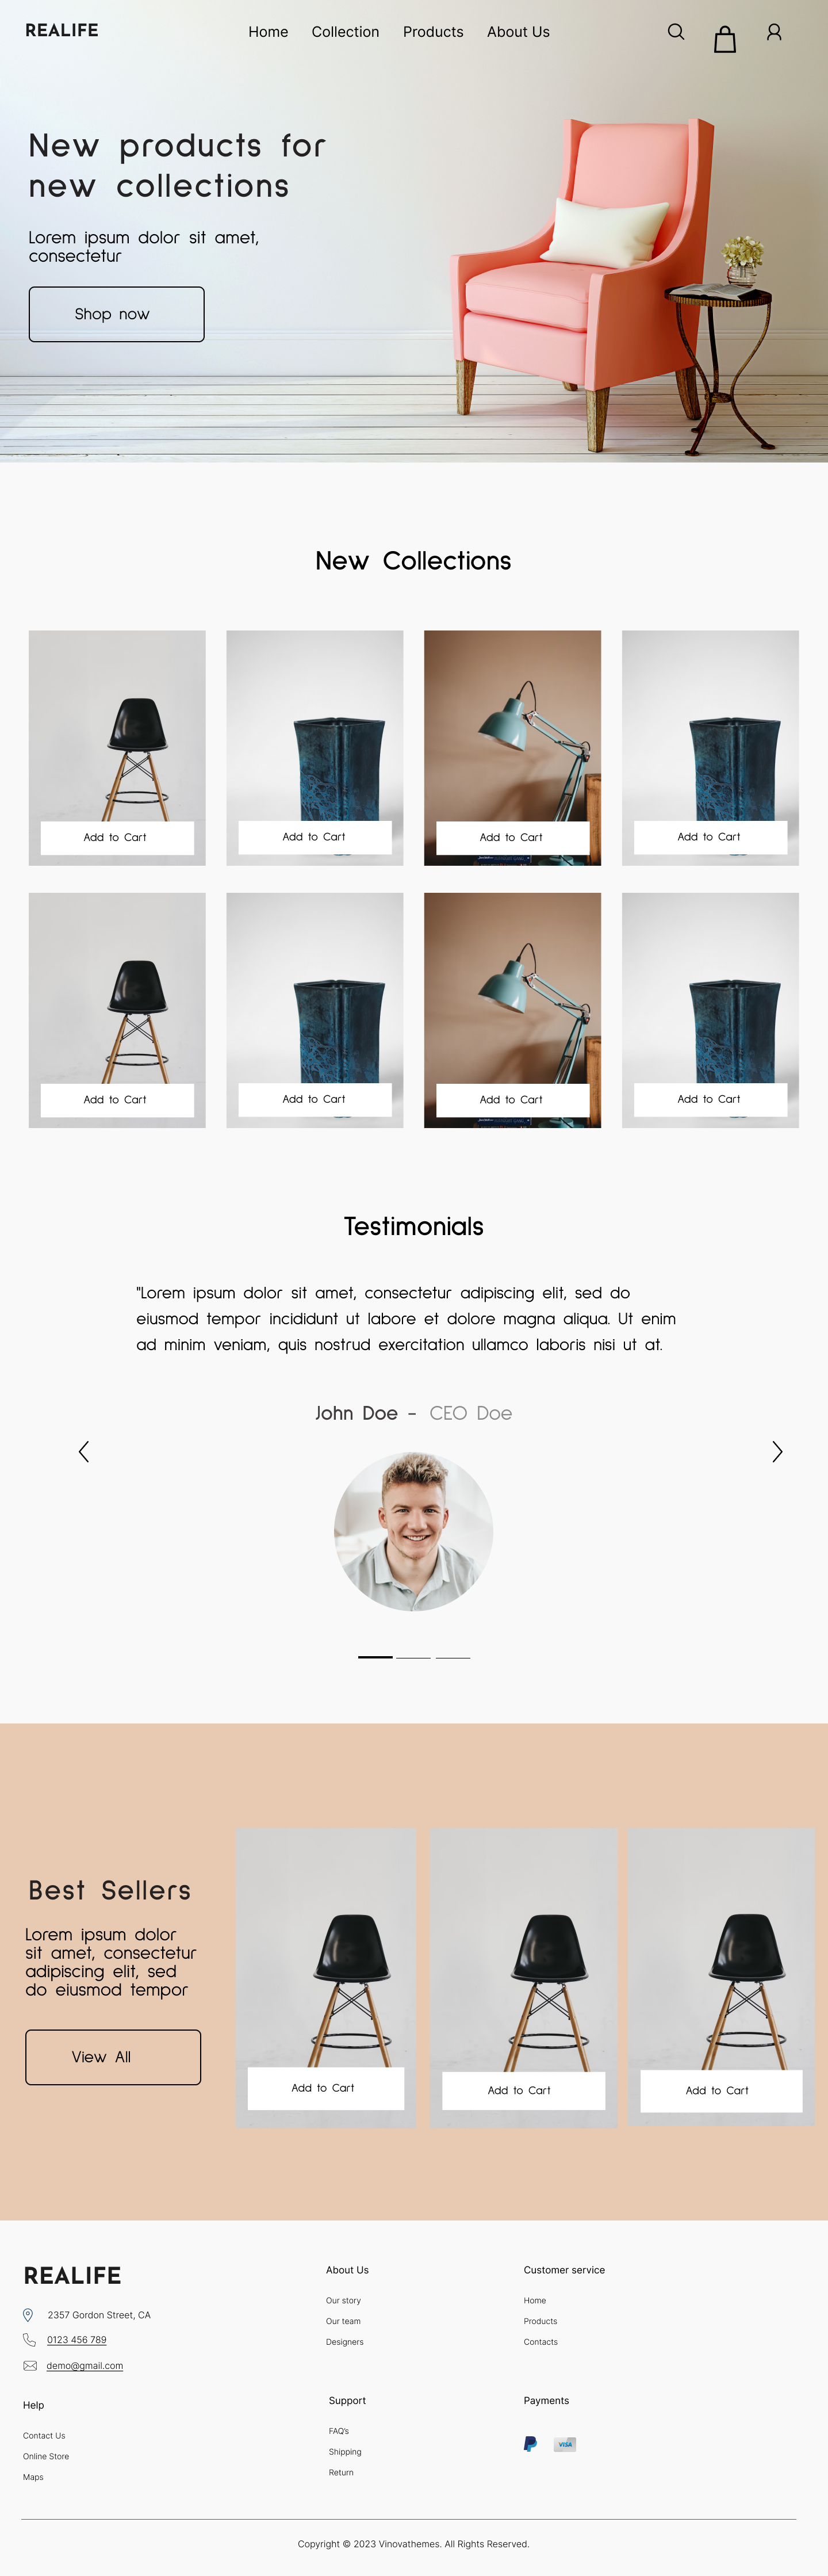 REALIFE
Home Collection Products About Us
New products for
new collections
Lorem ipsum dolor sit amet,
consectetur
Shop now
New Collections
Add to Cart
Add to Cart
Add to Cart
Add to Cart
Add to Cart
Add to Cart
Add to Cart
Add to Cart
Testimonials
"Lorem ipsum dolor sit amet, consectetur adipiscing elit, sed do
eiusmod tempor incididunt ut labore et dolore magna aliqua. Ut enim
ad minim veniam, quis nostrud exercitation ullamco laboris nisi ut at.
John Doe - CEO Doe
Best Sellers
Lorem ipsum dolor
sit amet, consectetur
adipiscing elit, sed
do eiusmod tempor
View All
Add to Cart
Add to Cart
Add to Cart
REALIFE
2357 Gordon Street, CA
0123 456 789
demo@gmail.com
Help
Contact Us
Online Store
Maps
About Us
Our story
Our team
Designers
Support
FAQ's
Shipping
Return
Customer service
Home
Products
Contacts
Payments
VISA
Copyright © 2023 Vinovathemes. All Rights Reserved.